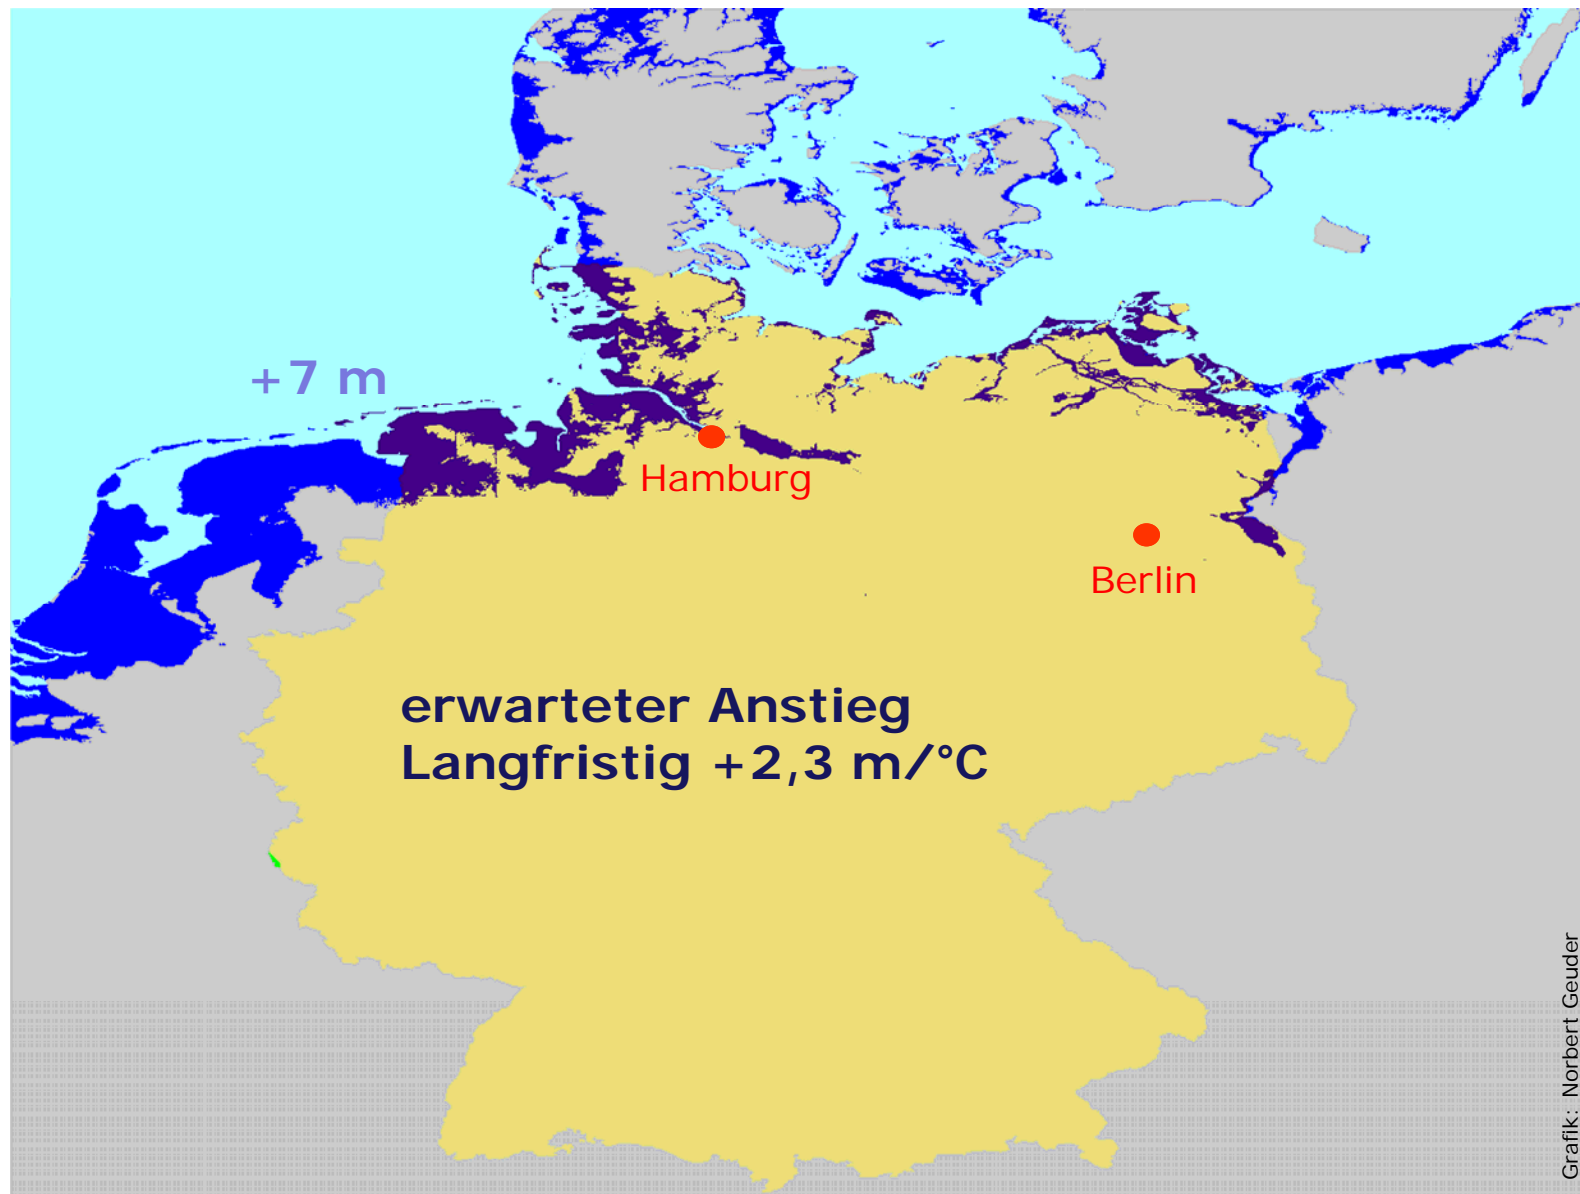 +7 m
Hamburg
Berlin
erwarteter Anstieg
Langfristig +2,3 m/°C
Grafik: Norbert Geuder